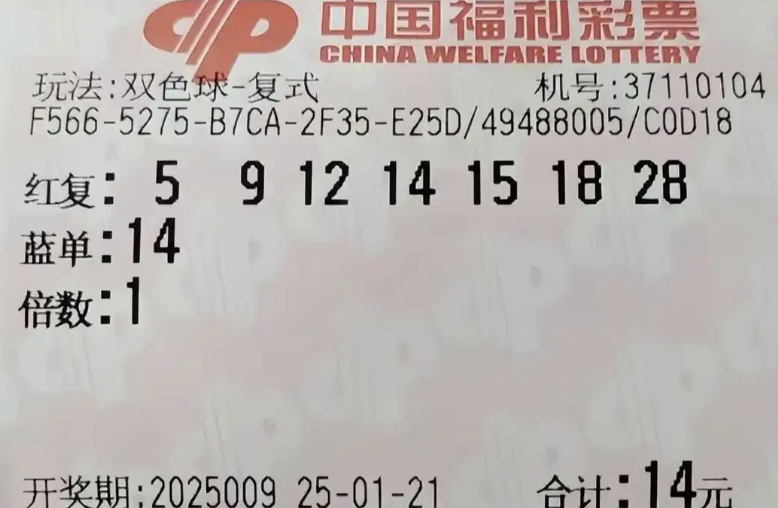 中国福利彩票
CHINA WELFARE LOTTERY
玩法:双色球-复式 机号:37110104
F566-5275-B7CA-2F35-E25D/49488005/C0D18
红复: 5 9 12 14 15 18 28
蓝单:14
倍数:1
开奖期:2025009 25-01-21 合计:14元